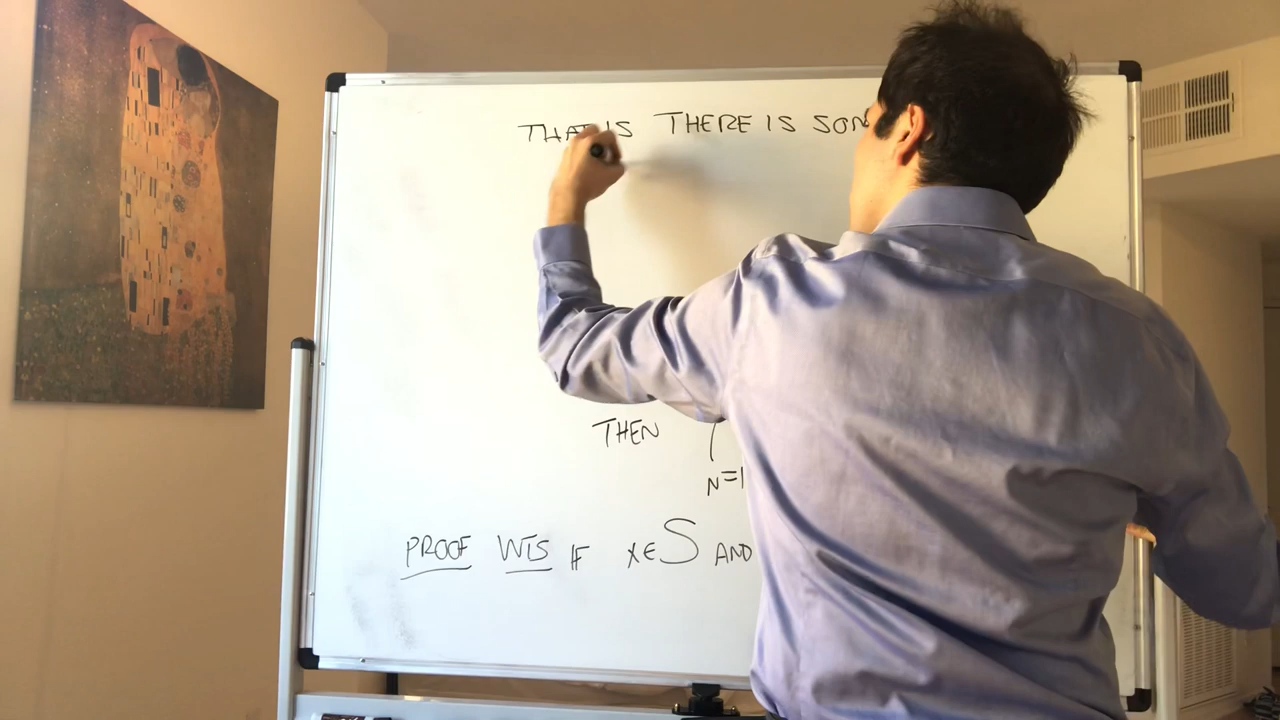 THAT IS THERE IS SOM
THEN
N=1
PROOF WTS IF x∈S AND